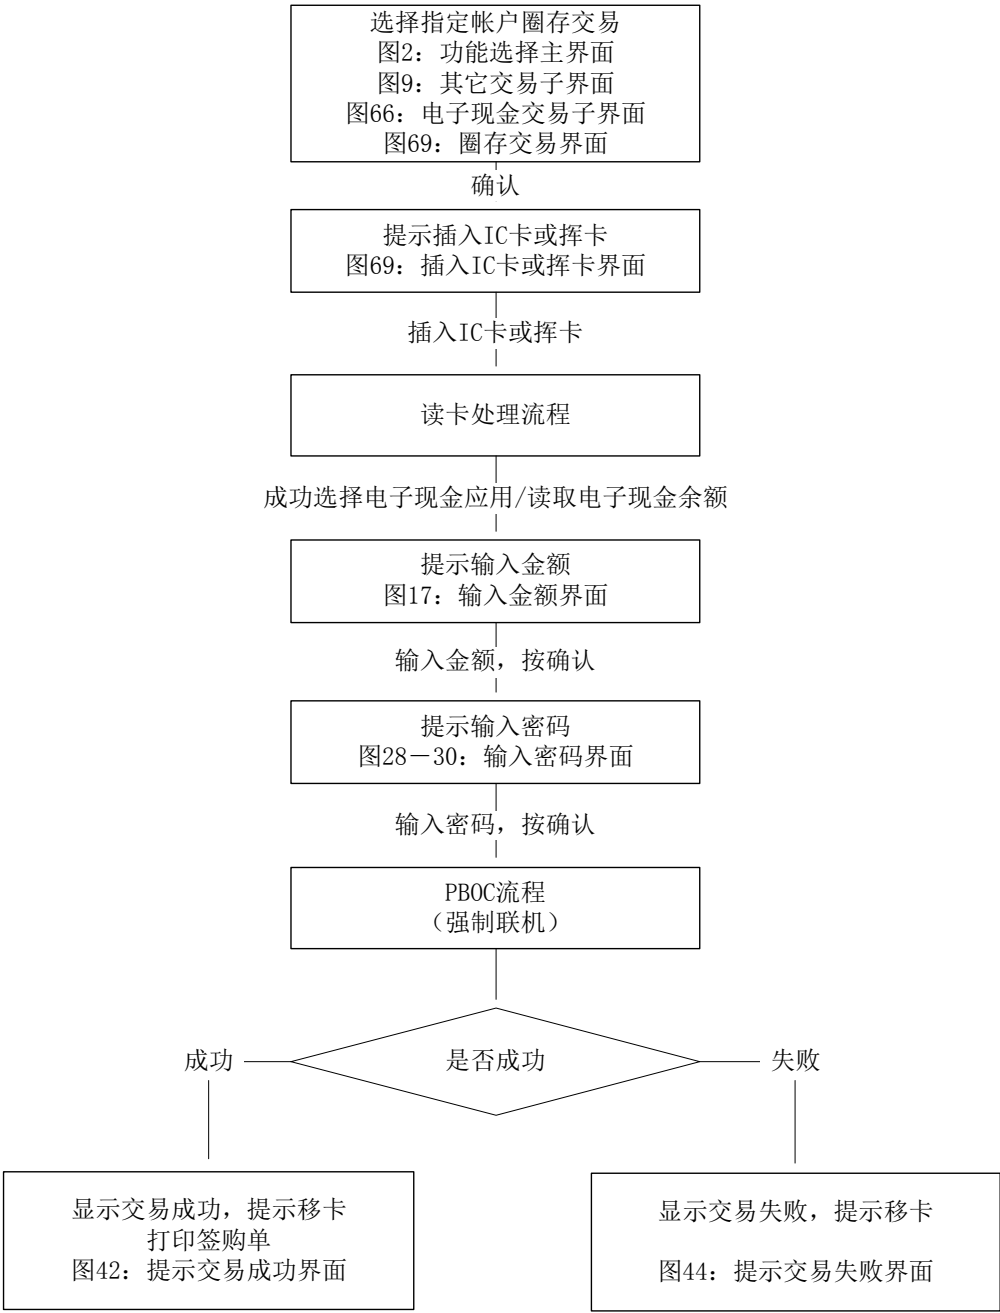 选择指定帐户圈存交易
图2：功能选择主界面
图9：其它交易子界面
图66：电子现金交易子界面
图69：圈存交易界面
确认
提示插入IC卡或挥卡
图69：插入IC卡或挥卡界面
插入IC卡或挥卡
读卡处理流程
成功选择电子现金应用/读取电子现金余额
提示输入金额
图17：输入金额界面
输入金额，按确认
提示输入密码
图28－30：输入密码界面
输入密码，按确认
PBOC流程
（强制联机）
是否成功
成功
失败
显示交易成功，提示移卡
打印签购单
图42：提示交易成功界面
显示交易失败，提示移卡
图44：提示交易失败界面